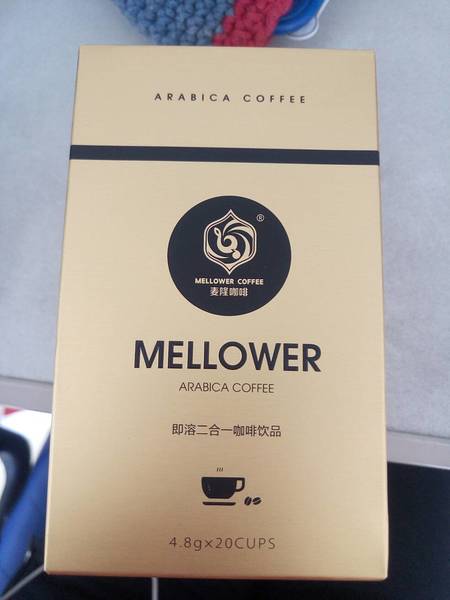 ARABICA COFFEE
®
MELLOWER COFFEE
麦隆咖啡
MELLOWER
ARABICA COFFEE
即溶二合一咖啡饮品
4.8g×20CUPS